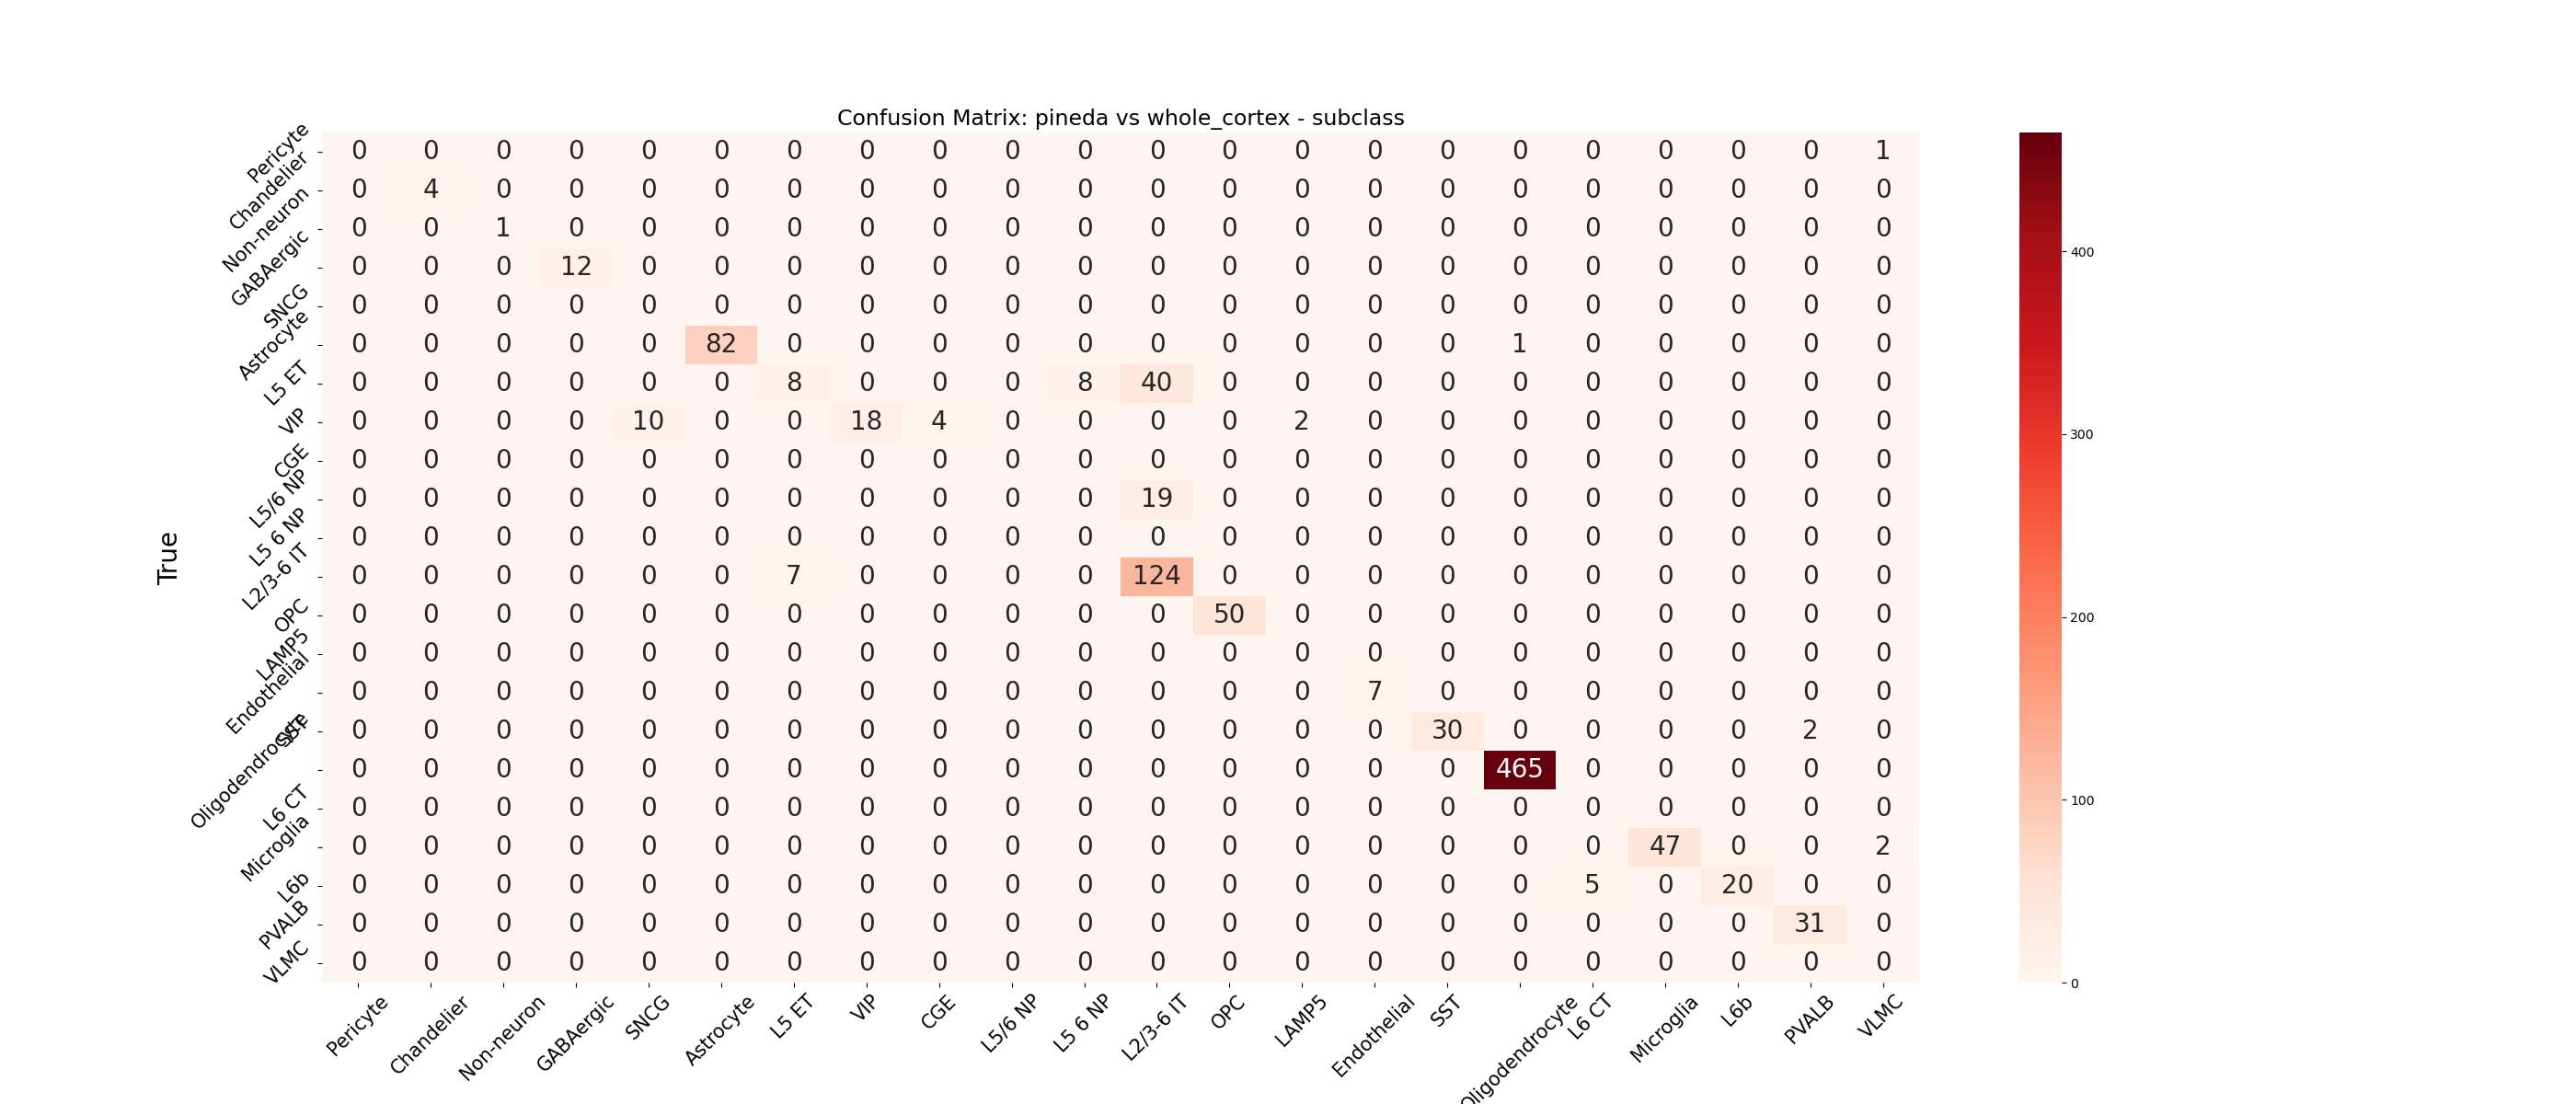 Confusion Matrix: pineda vs whole_cortex - subclass
True
Pericyte 0 0 0 0 0 0 0 0 0 0 0 0 0 0 0 0 0 0 0 0 0 1
Chandelier 0 4 0 0 0 0 0 0 0 0 0 0 0 0 0 0 0 0 0 0 0 0
Non-neuron 0 0 1 0 0 0 0 0 0 0 0 0 0 0 0 0 0 0 0 0 0 0
GABAergic 0 0 0 12 0 0 0 0 0 0 0 0 0 0 0 0 0 0 0 0 0 0
SNCG 0 0 0 0 0 0 0 0 0 0 0 0 0 0 0 0 0 0 0 0 0 0
Astrocyte 0 0 0 0 0 82 0 0 0 0 0 0 0 0 0 0 1 0 0 0 0 0
L5 ET 0 0 0 0 0 0 8 0 0 0 8 40 0 0 0 0 0 0 0 0 0 0
VIP 0 0 0 0 10 0 0 18 4 0 0 0 0 2 0 0 0 0 0 0 0 0
CGE 0 0 0 0 0 0 0 0 0 0 0 0 0 0 0 0 0 0 0 0 0 0
L5/6 NP 0 0 0 0 0 0 0 0 0 0 0 19 0 0 0 0 0 0 0 0 0 0
L5 6 NP 0 0 0 0 0 0 0 0 0 0 0 0 0 0 0 0 0 0 0 0 0 0
L2/3-6 IT 0 0 0 0 0 0 7 0 0 0 0 124 0 0 0 0 0 0 0 0 0 0
OPC 0 0 0 0 0 0 0 0 0 0 0 0 50 0 0 0 0 0 0 0 0 0
LAMP5 0 0 0 0 0 0 0 0 0 0 0 0 0 0 0 0 0 0 0 0 0 0
Endothelial 0 0 0 0 0 0 0 0 0 0 0 0 0 0 7 0 0 0 0 0 0 0
SST 0 0 0 0 0 0 0 0 0 0 0 0 0 0 0 30 0 0 0 0 2 0
Oligodendrocyte 0 0 0 0 0 0 0 0 0 0 0 0 0 0 0 0 465 0 0 0 0 0
L6 CT 0 0 0 0 0 0 0 0 0 0 0 0 0 0 0 0 0 0 0 0 0 0
Microglia 0 0 0 0 0 0 0 0 0 0 0 0 0 0 0 0 0 0 47 0 0 2
L6b 0 0 0 0 0 0 0 0 0 0 0 0 0 0 0 0 0 5 0 20 0 0
PVALB 0 0 0 0 0 0 0 0 0 0 0 0 0 0 0 0 0 0 0 0 31 0
VLMC 0 0 0 0 0 0 0 0 0 0 0 0 0 0 0 0 0 0 0 0 0 0
Pericyte Chandelier Non-neuron GABAergic SNCG Astrocyte L5 ET VIP CGE L5/6 NP L5 6 NP L2/3-6 IT OPC LAMP5 Endothelial SST Oligodendrocyte L6 CT Microglia L6b PVALB VLMC
400
300
200
100
0